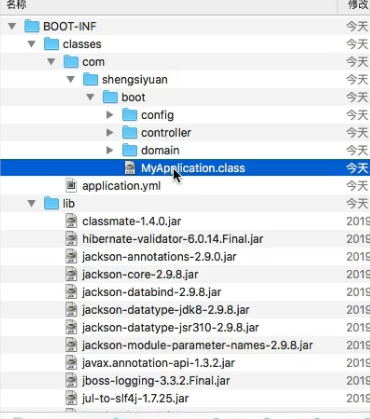 名称 修改
BOOT-INF 今天
classes 今天
com 今天
shengsiyuan 今天
boot 今天
config 今天
controller 今天
domain 今天
MyApplication.class 今天
application.yml 今天
lib 今天
classmate-1.4.0.jar 2019
hibernate-validator-6.0.14.Final.jar 2019
jackson-annotations-2.9.0.jar 2019
jackson-core-2.9.8.jar 2019
jackson-databind-2.9.8.jar 2019
jackson-datatype-jdk8-2.9.8.jar 2019
jackson-datatype-jsr310-2.9.8.jar 2019
jackson-module-parameter-names-2.9.8.jar 2019
javax.annotation-api-1.3.2.jar 2019
jboss-logging-3.3.2.Final.jar 2019
jul-to-slf4j-1.7.25.jar 2019